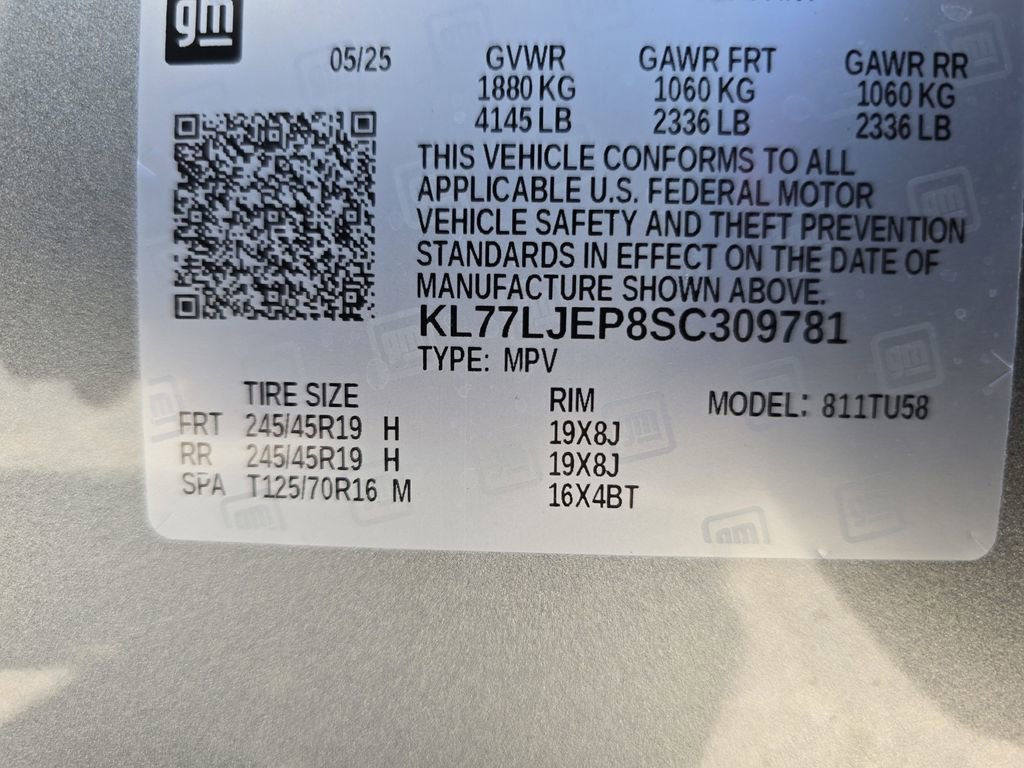 gm
05/25
GVWR GAWR FRT GAWR RR
1880 KG 1060 KG 1060 KG
4145 LB 2336 LB 2336 LB
THIS VEHICLE CONFORMS TO ALL
APPLICABLE U.S. FEDERAL MOTOR
VEHICLE SAFETY AND THEFT PREVENTION
STANDARDS IN EFFECT ON THE DATE OF
MANUFACTURE SHOWN ABOVE.
KL77LJEP8SC309781
TYPE: MPV
TIRE SIZE RIM MODEL: 811TU58
FRT 245/45R19 H 19X8J
RR 245/45R19 H 19X8J
SPA T125/70R16 M 16X4BT